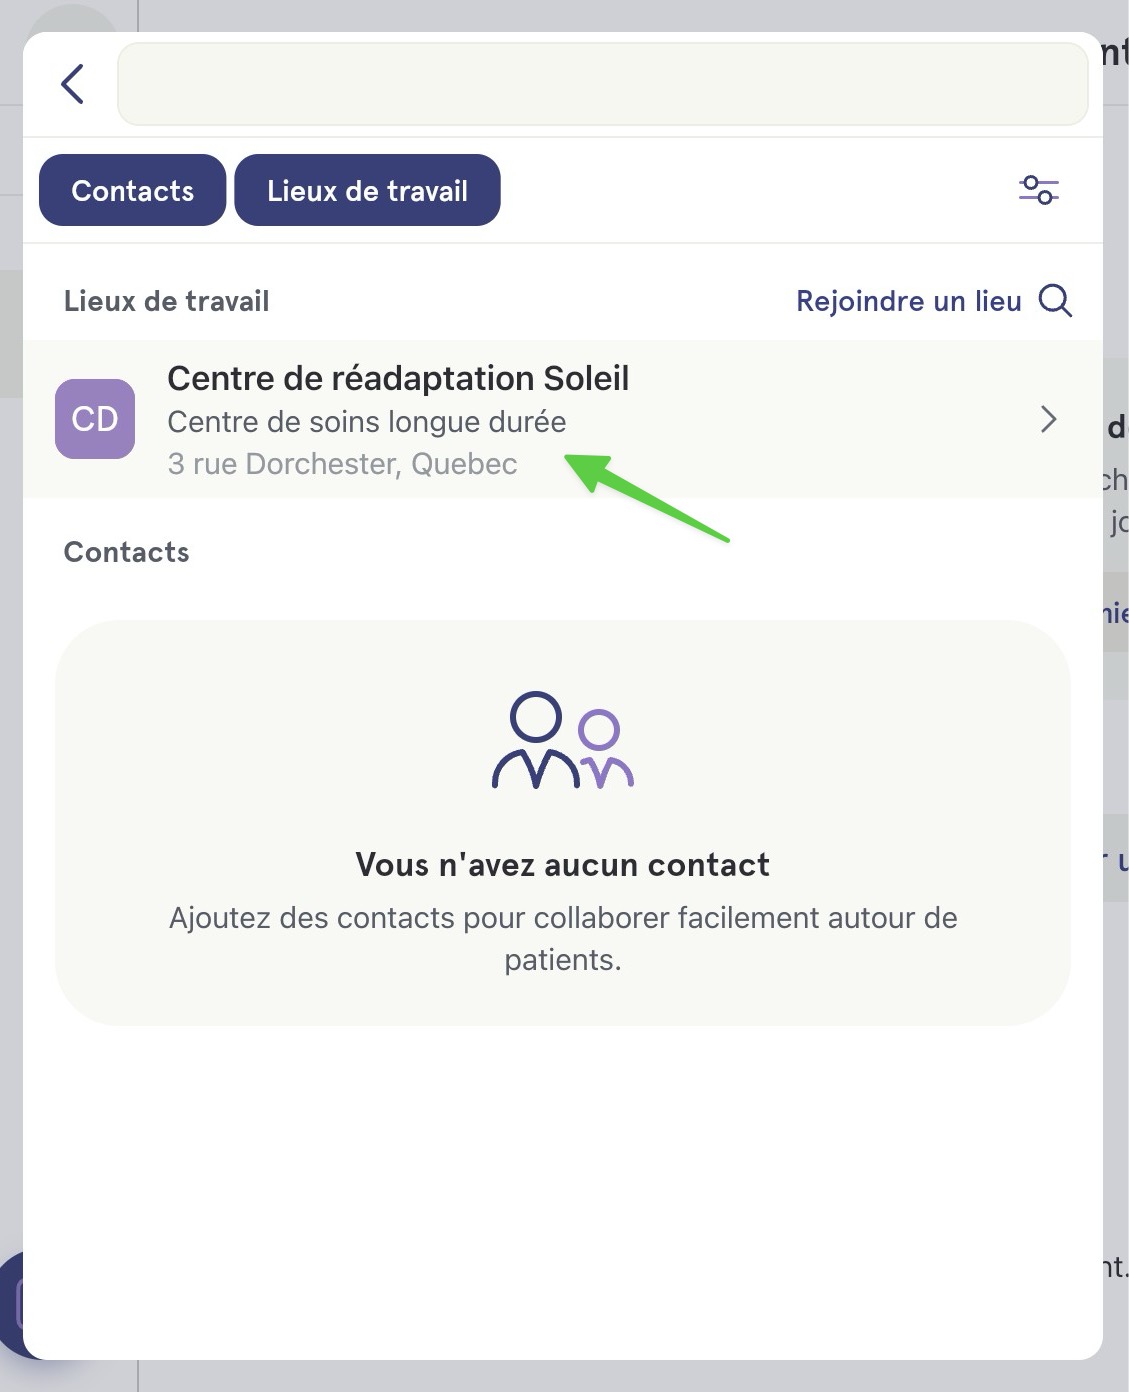 Contacts
Lieux de travail
Lieux de travail
Rejoindre un lieu
CD
Centre de réadaptation Soleil
Centre de soins longue durée
3 rue Dorchester, Quebec
Contacts
Vous n'avez aucun contact
Ajoutez des contacts pour collaborer facilement autour de
patients.